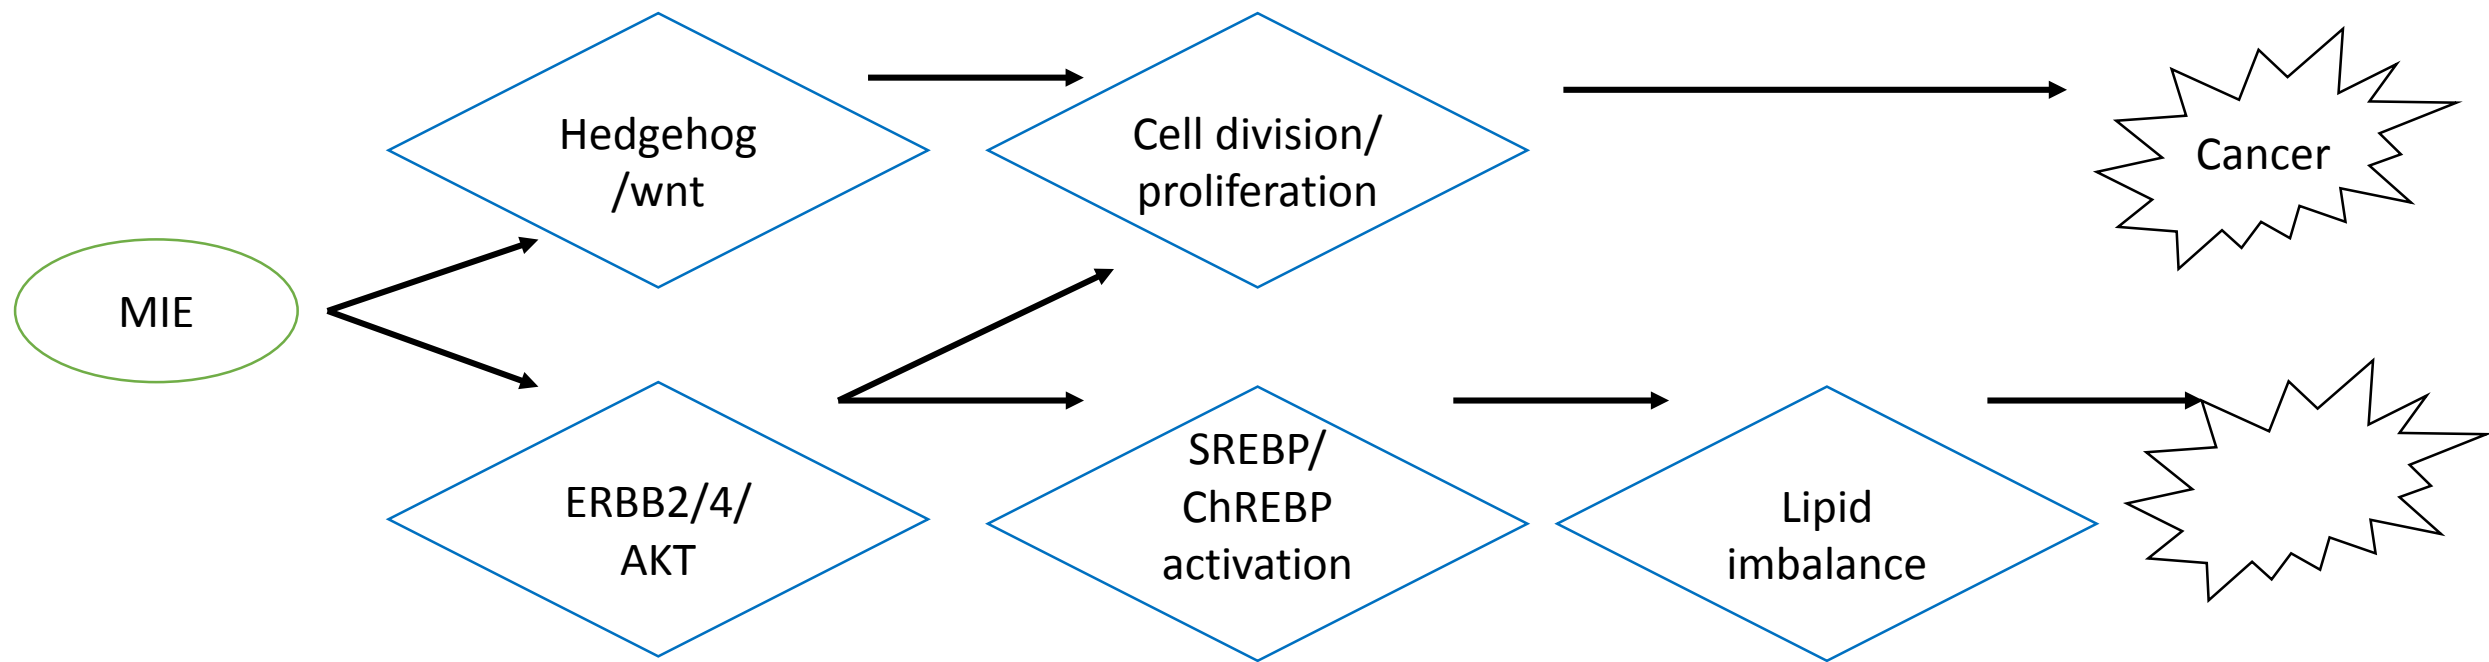 MIE
Hedgehog
/wnt
Cell division/
proliferation
Cancer
ERBB2/4/
AKT
SREBP/
ChREBP
activation
Lipid
imbalance